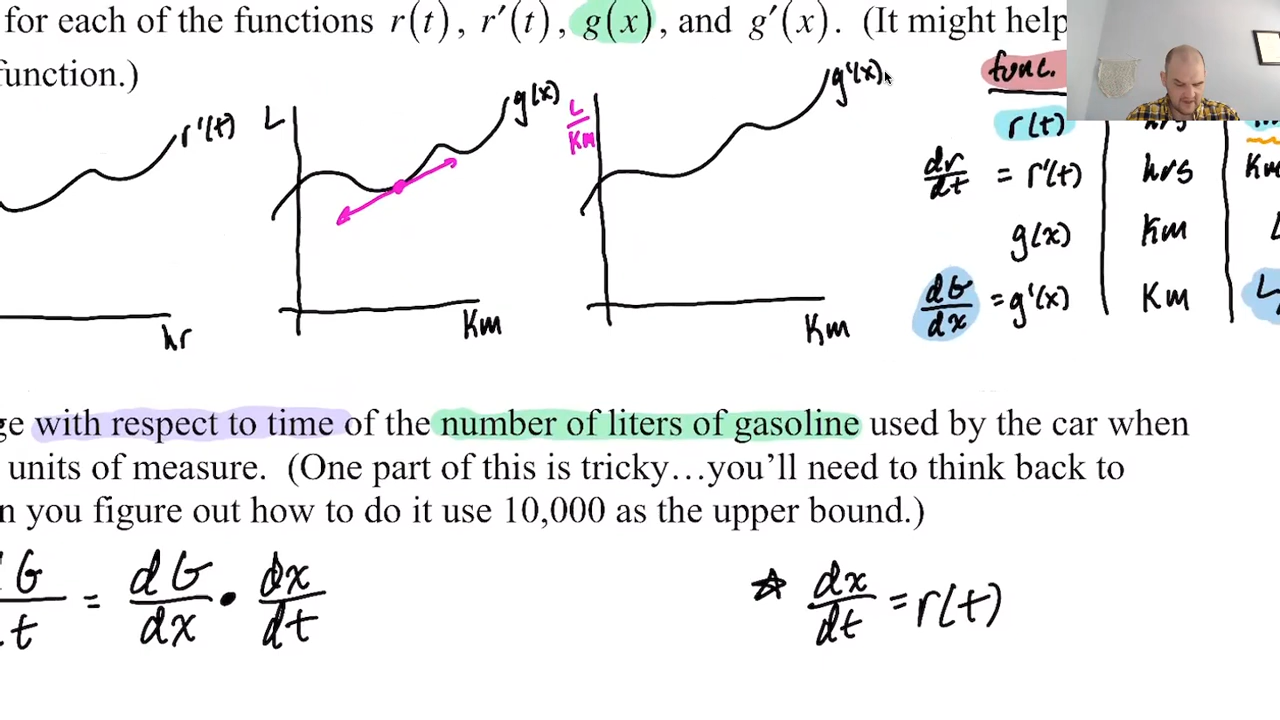 for each of the functions r(t), r′(t), g(x), and g′(x). (It might help
function.)
r'(t)
hr
L
g(x)
Km
L/Km
g'(x)
Km
func.
r(t) hrs
dr/dt = r'(t) hrs Km
g(x) Km L
dG/dx = g'(x) Km L
ge with respect to time of the number of liters of gasoline used by the car when
units of measure. (One part of this is tricky…you’ll need to think back to
n you figure out how to do it use 10,000 as the upper bound.)
G/t = dG/dx • dx/dt
☆ dx/dt = r(t)